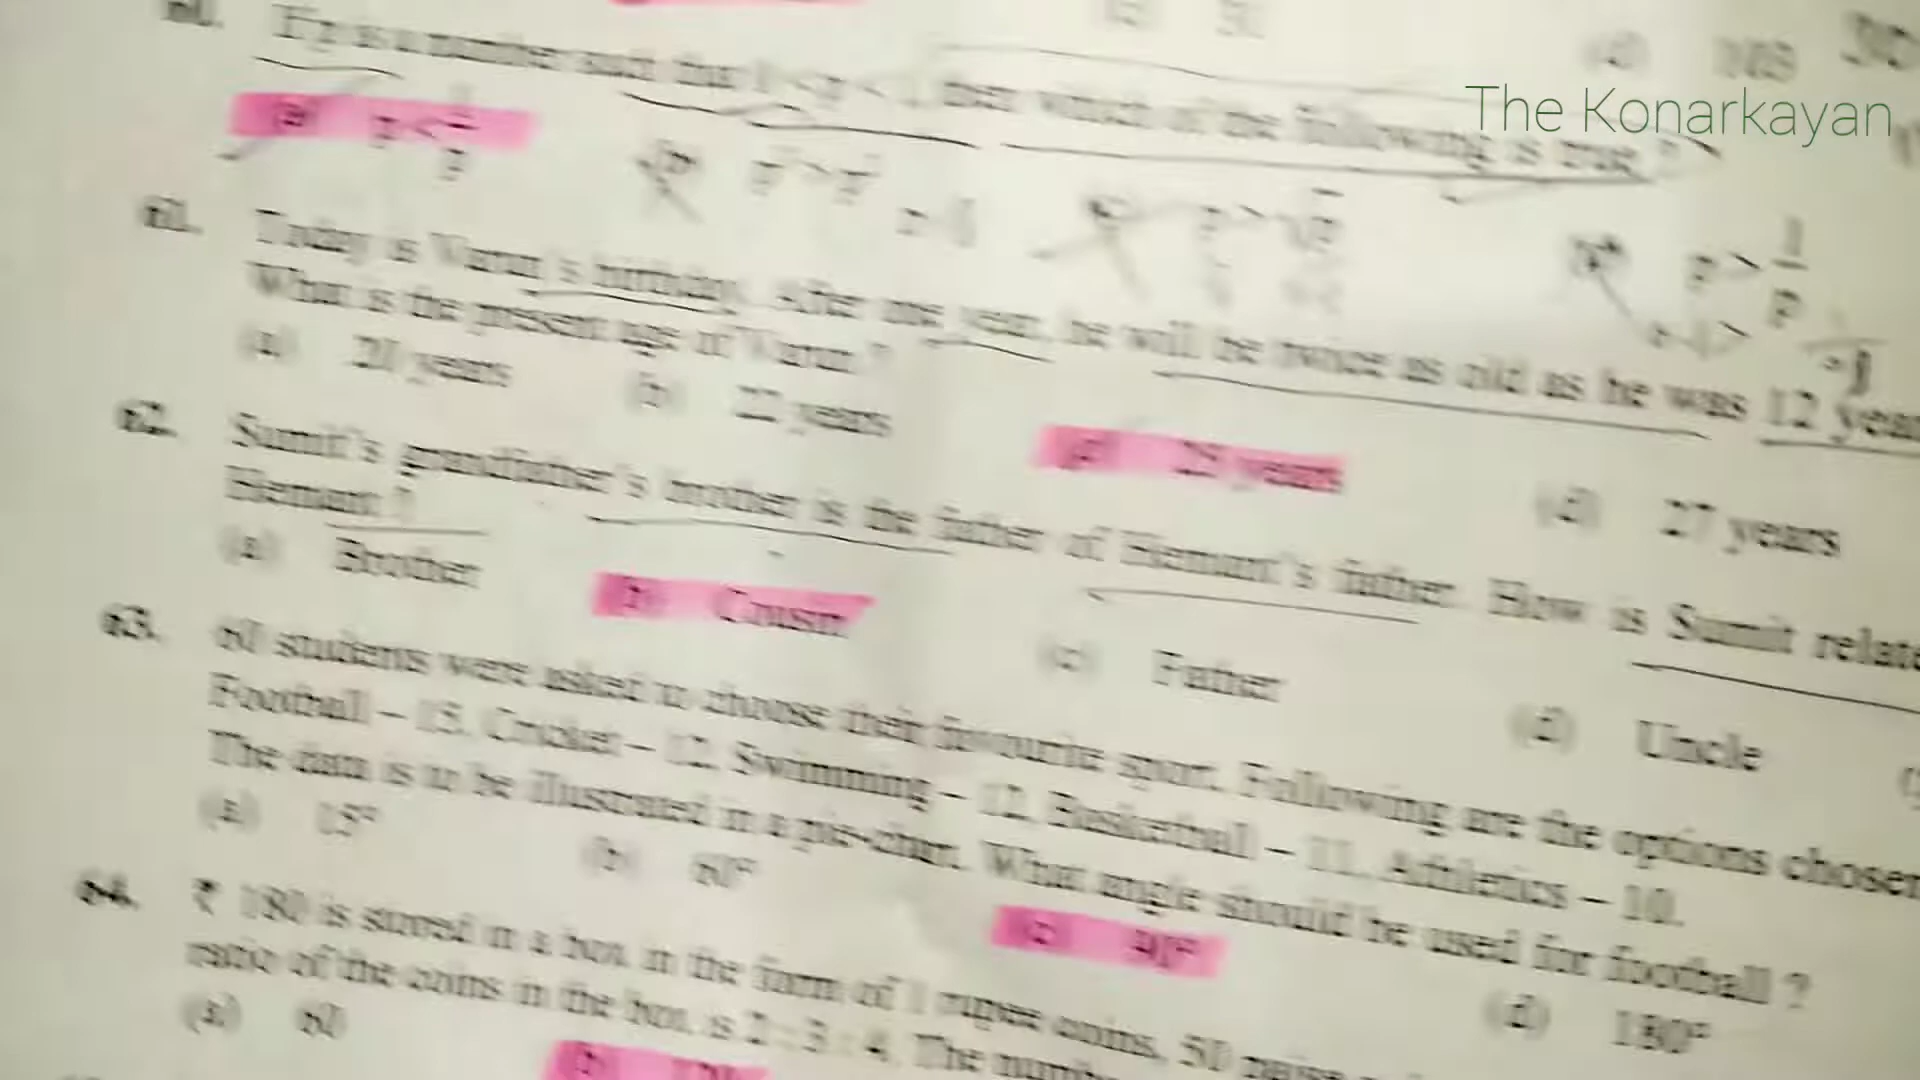 (c) 51
(d) 103
The Konarkayan
60. If p is a number such that 0 < p < 1, then which of the following is true ?
(a) p < 1/p
p > √p
p > 1/p
61. Today is Varun's birthday. After one year, he will be twice as old as he was 12 year
What is the present age of Varun ?
(a) 20 years (b) 22 years (c) 25 years (d) 27 years
62. Sumit's grandfather's brother is the father of Hemant's father. How is Sumit relate
Hemant ?
(a) Brother (b) Cousin (c) Father (d) Uncle
63. 60 students were asked to choose their favourite sport. Following are the options chosen
Football – 15, Cricket – 12, Swimming – 12, Basketball – 11, Athletics – 10.
The data is to be illustrated in a pie-chart. What angle should be used for football ?
(a) 15° (b) 60° (c) 90° (d) 180°
64. ₹ 180 is stored in a box in the form of 1 rupee coins, 50 paise
ratio of the coins in the box is 2 : 3 : 4. The numbe
(a) 60 (b)